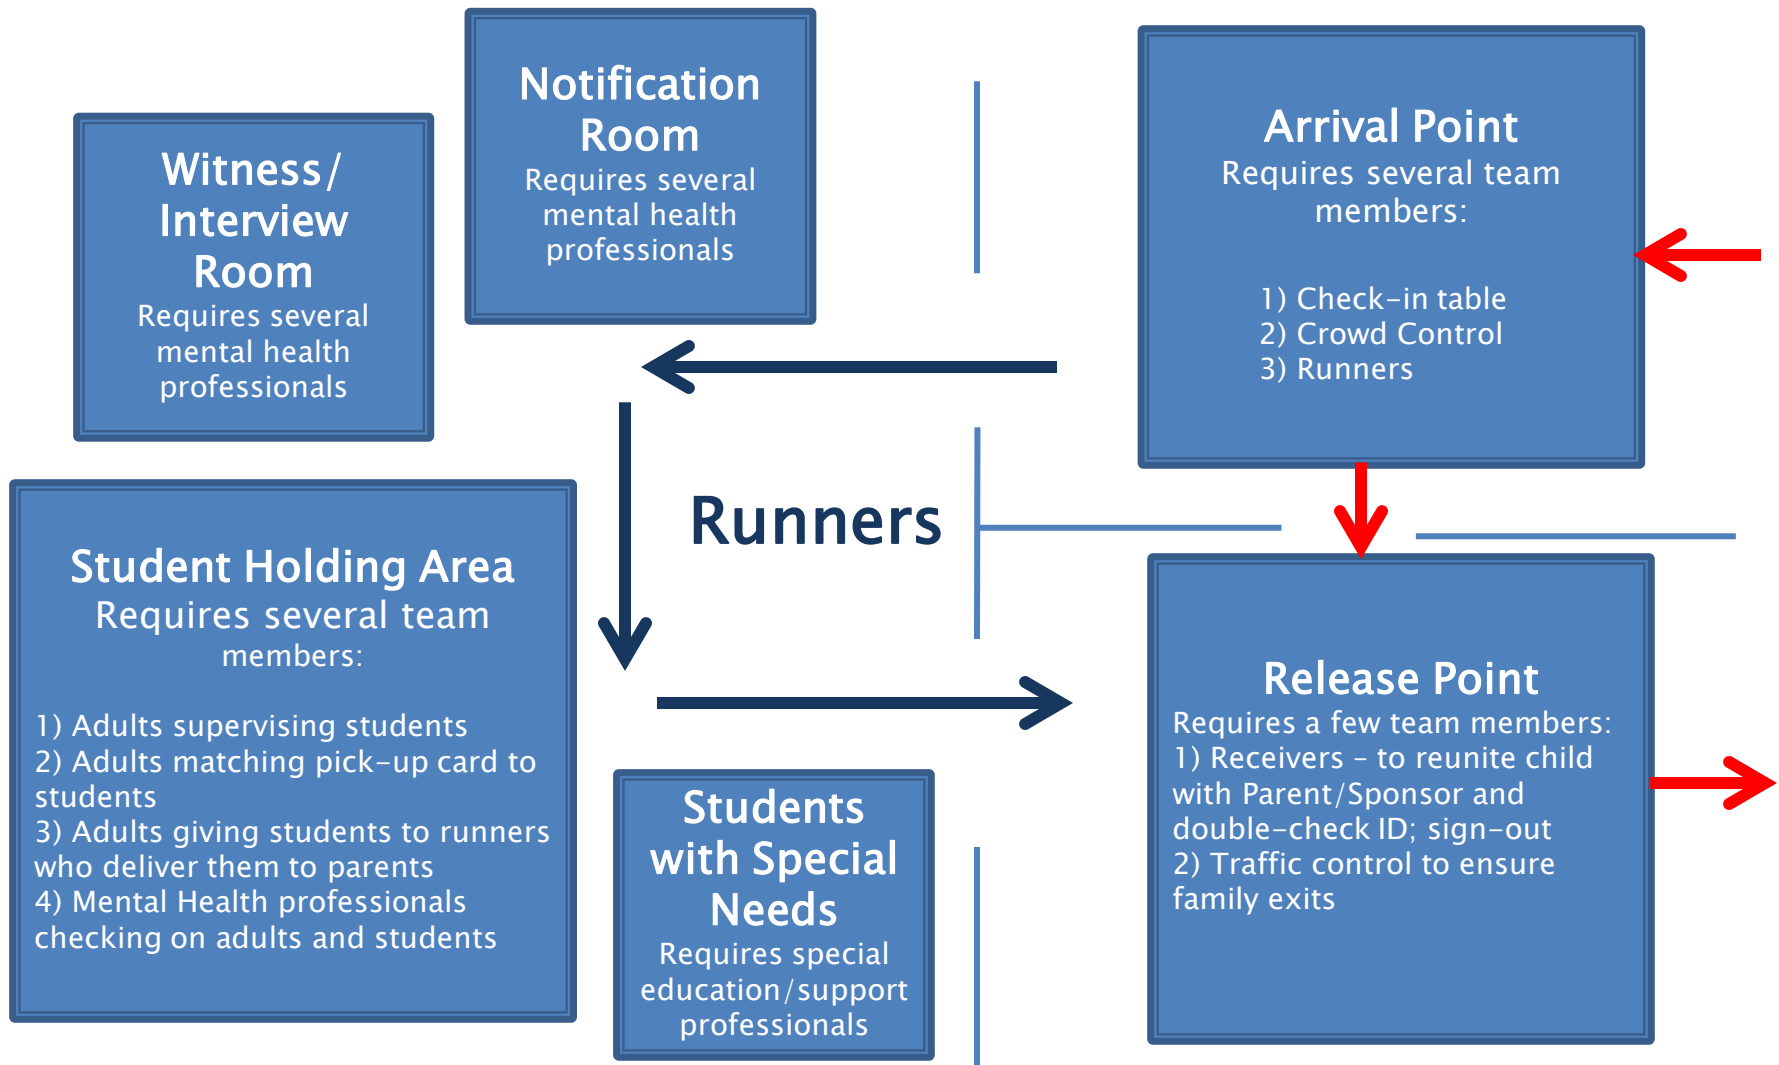 Notification
Room
Requires several
mental health
professionals
Witness/
Interview
Room
Requires several
mental health
professionals
Arrival Point
Requires several team
members:
1) Check-in table
2) Crowd Control
3) Runners
Runners
Student Holding Area
Requires several team
members:
1) Adults supervising students
2) Adults matching pick-up card to
students
3) Adults giving students to runners
who deliver them to parents
4) Mental Health professionals
checking on adults and students
Students
with Special
Needs
Requires special
education/support
professionals
Release Point
Requires a few team members:
1) Receivers – to reunite child
with Parent/Sponsor and
double-check ID; sign-out
2) Traffic control to ensure
family exits